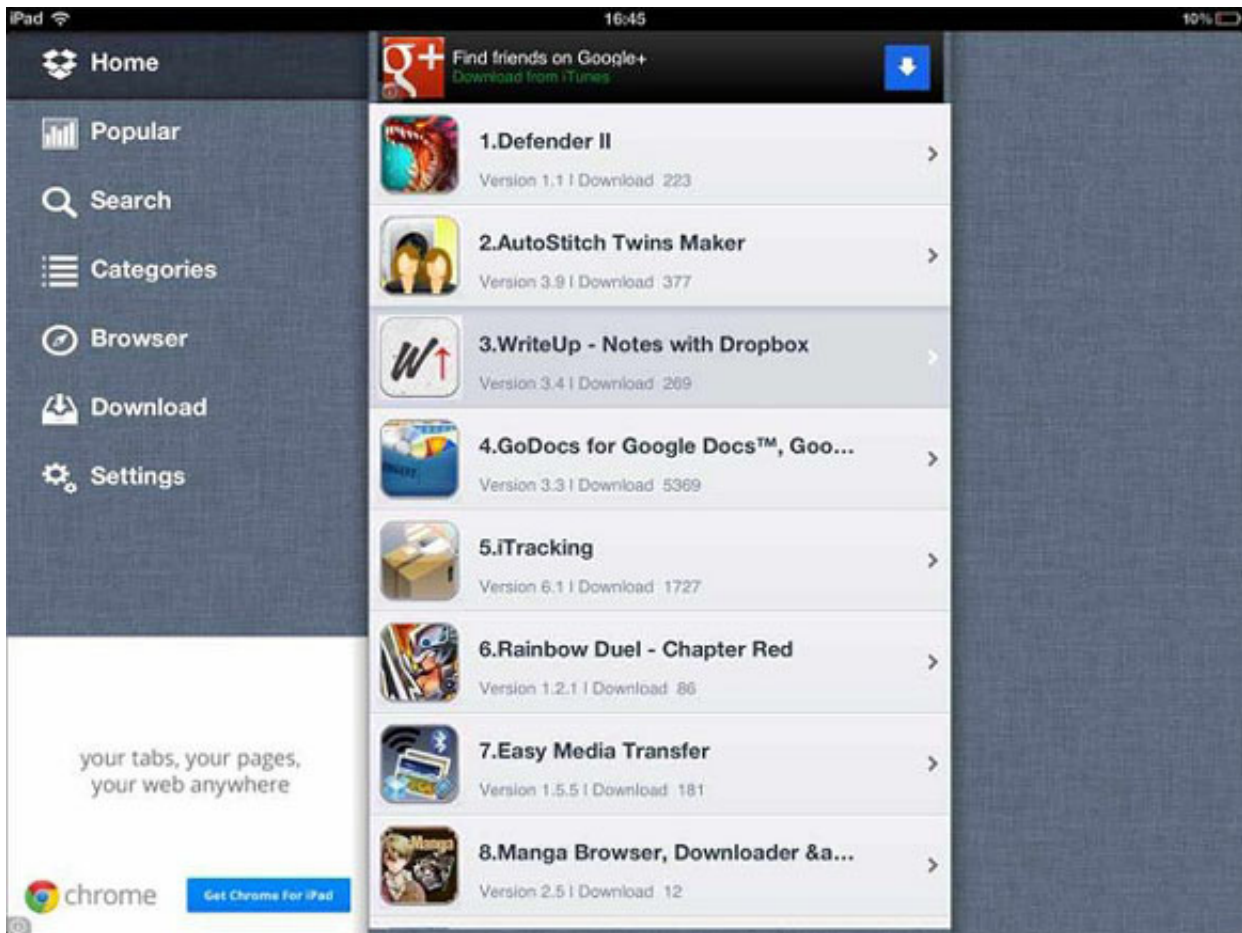 iPad 16:45 10%
Home
Popular
Search
Categories
Browser
Download
Settings
your tabs, your pages,
your web anywhere
chrome
Get Chrome for iPad
g+
Find friends on Google+
Download from iTunes
1.Defender II
Version 1.1 I Download 223
2.AutoStitch Twins Maker
Version 3.9 I Download 377
W↑
3.WriteUp - Notes with Dropbox
Version 3.4 I Download 269
4.GoDocs for Google Docs™, Goo...
Version 3.3 I Download 5369
5.iTracking
Version 6.1 I Download 1727
6.Rainbow Duel - Chapter Red
Version 1.2.1 I Download 86
7.Easy Media Transfer
Version 1.5.5 I Download 181
Manga
8.Manga Browser, Downloader &a...
Version 2.5 I Download 12